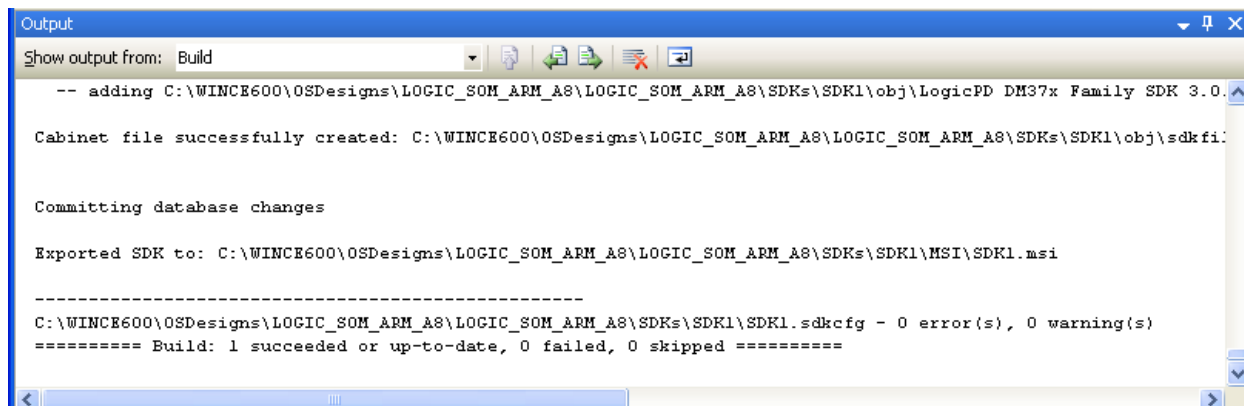 Output
Show output from: Build
-- adding C:\WINCE600\OSDesigns\LOGIC_SOM_ARM_A8\LOGIC_SOM_ARM_A8\SDKs\SDK1\obj\LogicPD DM37x Family SDK 3.0.
Cabinet file successfully created: C:\WINCE600\OSDesigns\LOGIC_SOM_ARM_A8\LOGIC_SOM_ARM_A8\SDKs\SDK1\obj\sdkfil
Committing database changes
Exported SDK to: C:\WINCE600\OSDesigns\LOGIC_SOM_ARM_A8\LOGIC_SOM_ARM_A8\SDKs\SDK1\MSI\SDK1.msi
---------------------------------------------------
C:\WINCE600\OSDesigns\LOGIC_SOM_ARM_A8\LOGIC_SOM_ARM_A8\SDKs\SDK1\SDK1.sdkcfg - 0 error(s), 0 warning(s)
========== Build: 1 succeeded or up-to-date, 0 failed, 0 skipped ==========